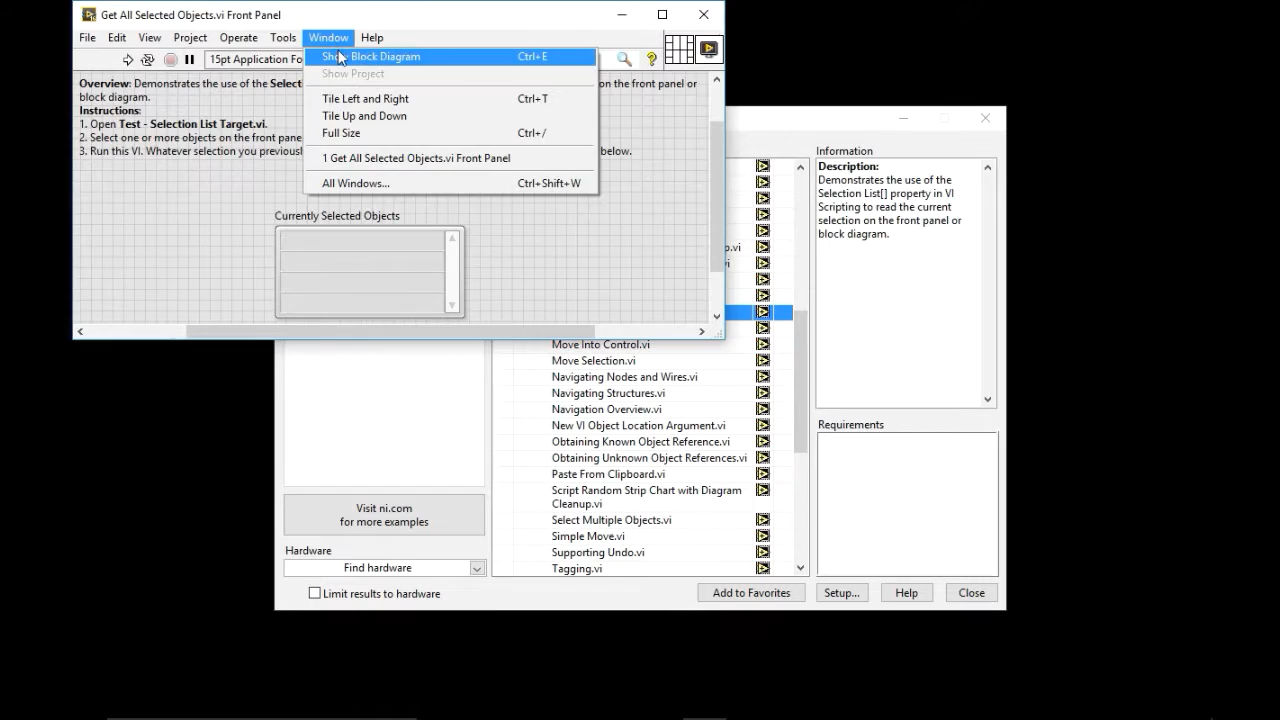 Get All Selected Objects.vi Front Panel
File Edit View Project Operate Tools Window Help
15pt Application Fo
Show Block Diagram Ctrl+E
Show Project
Tile Left and Right Ctrl+T
Tile Up and Down
Full Size Ctrl+/
1 Get All Selected Objects.vi Front Panel
All Windows... Ctrl+Shift+W
Overview: Demonstrates the use of the Selec
on the front panel or
block diagram.
Instructions:
1. Open Test - Selection List Target.vi.
2. Select one or more objects on the front pane
3. Run this VI. Whatever selection you previous
below.
Currently Selected Objects
Information
Description:
Demonstrates the use of the
Selection List[] property in VI
Scripting to read the current
selection on the front panel or
block diagram.
p.vi
vi
Move Into Control.vi
Move Selection.vi
Navigating Nodes and Wires.vi
Navigating Structures.vi
Navigation Overview.vi
New VI Object Location Argument.vi
Obtaining Known Object Reference.vi
Obtaining Unknown Object References.vi
Paste From Clipboard.vi
Script Random Strip Chart with Diagram
Cleanup.vi
Select Multiple Objects.vi
Simple Move.vi
Supporting Undo.vi
Tagging.vi
Requirements
Visit ni.com
for more examples
Hardware
Find hardware
Limit results to hardware
Add to Favorites
Setup...
Help
Close